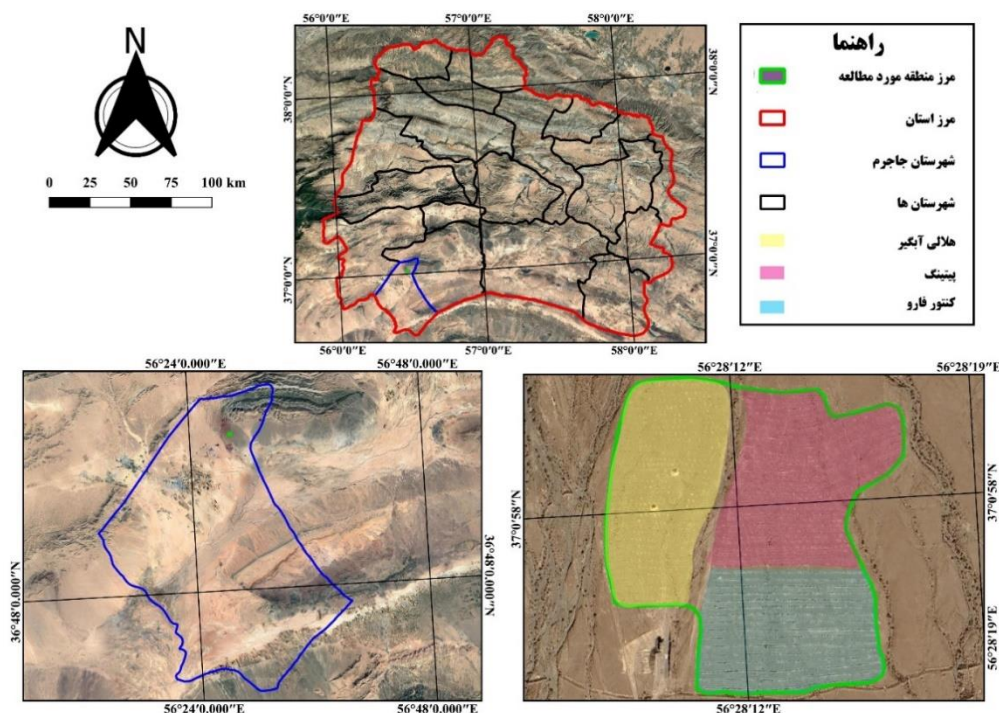 N
0 25 50 75 100 km
56°0'0"E 57°0'0"E 58°0'0"E
38°0'0"N
38°0'0"N
37°0'0"N
37°0'0"N
56°0'0"E 57°0'0"E 58°0'0"E
راهنما
مرز منطقه مورد مطالعه
مرز استان
شهرستان جاجرم
شهرستان ها
هلالی آبگیر
پیتینگ
کنتور فارو
56°24'0.000"E 56°48'0.000"E
36°48'0.000"N
36°48'0.000"N
56°24'0.000"E 56°48'0.000"E
56°28'12"E 56°28'19"E
37°0'58"N
37°0'58"N
56°28'19"E
56°28'12"E